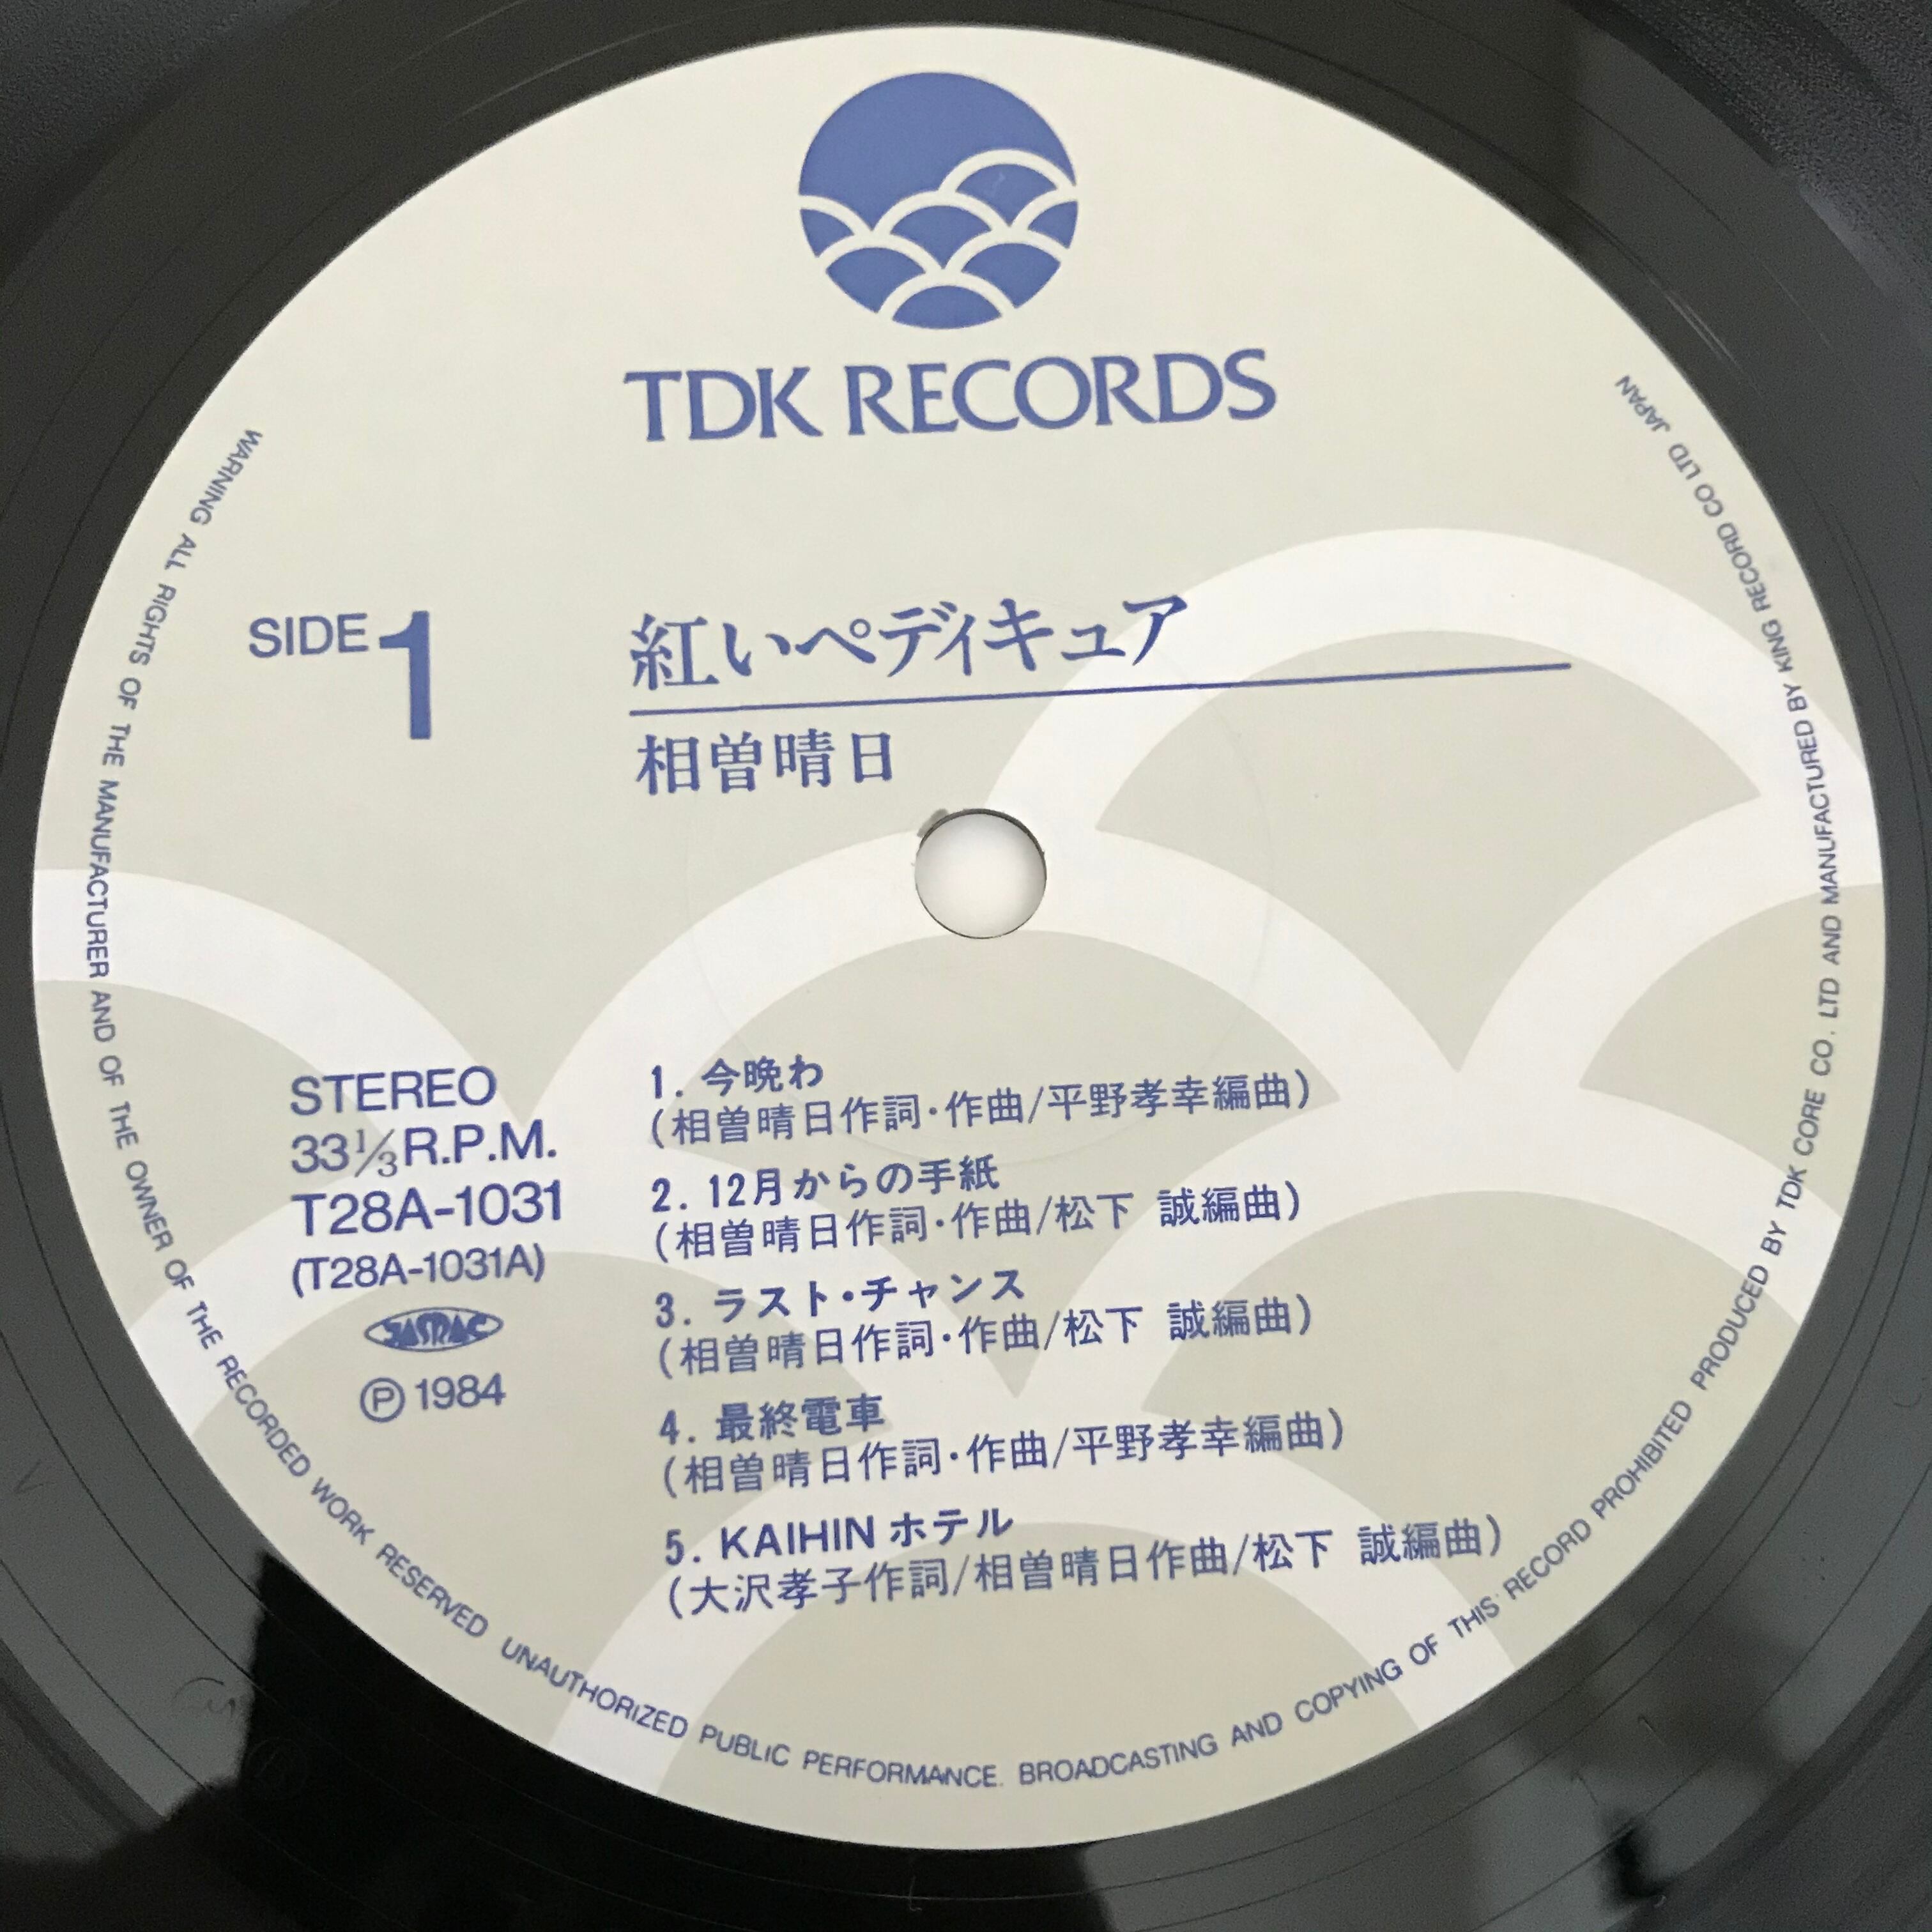 TDK RECORDS
SIDE 1
紅いペディキュア
相曽晴日
STEREO
33⅓ R.P.M.
T28A-1031
(T28A-1031A)
JASRAC
Ⓟ 1984
1. 今晩わ
(相曽晴日作詞·作曲/平野孝幸編曲)
2. 12月からの手紙
(相曽晴日作詞·作曲/松下 誠編曲)
3. ラスト・チャンス
(相曽晴日作詞·作曲/松下 誠編曲)
4. 最終電車
(相曽晴日作詞·作曲/平野孝幸編曲)
5. KAIHIN ホテル
(大沢孝子作詞/相曽晴日作曲/松下 誠編曲)
WARNING ALL RIGHTS OF THE MANUFACTURER AND OF THE OWNER OF THE RECORDED WORK RESERVED UNAUTHORIZED PUBLIC PERFORMANCE. BROADCASTING AND COPYING OF THIS RECORD PROHIBITED PRODUCED BY TDK CORE CO. LTD AND MANUFACTURED BY KING RECORD CO LTD JAPAN